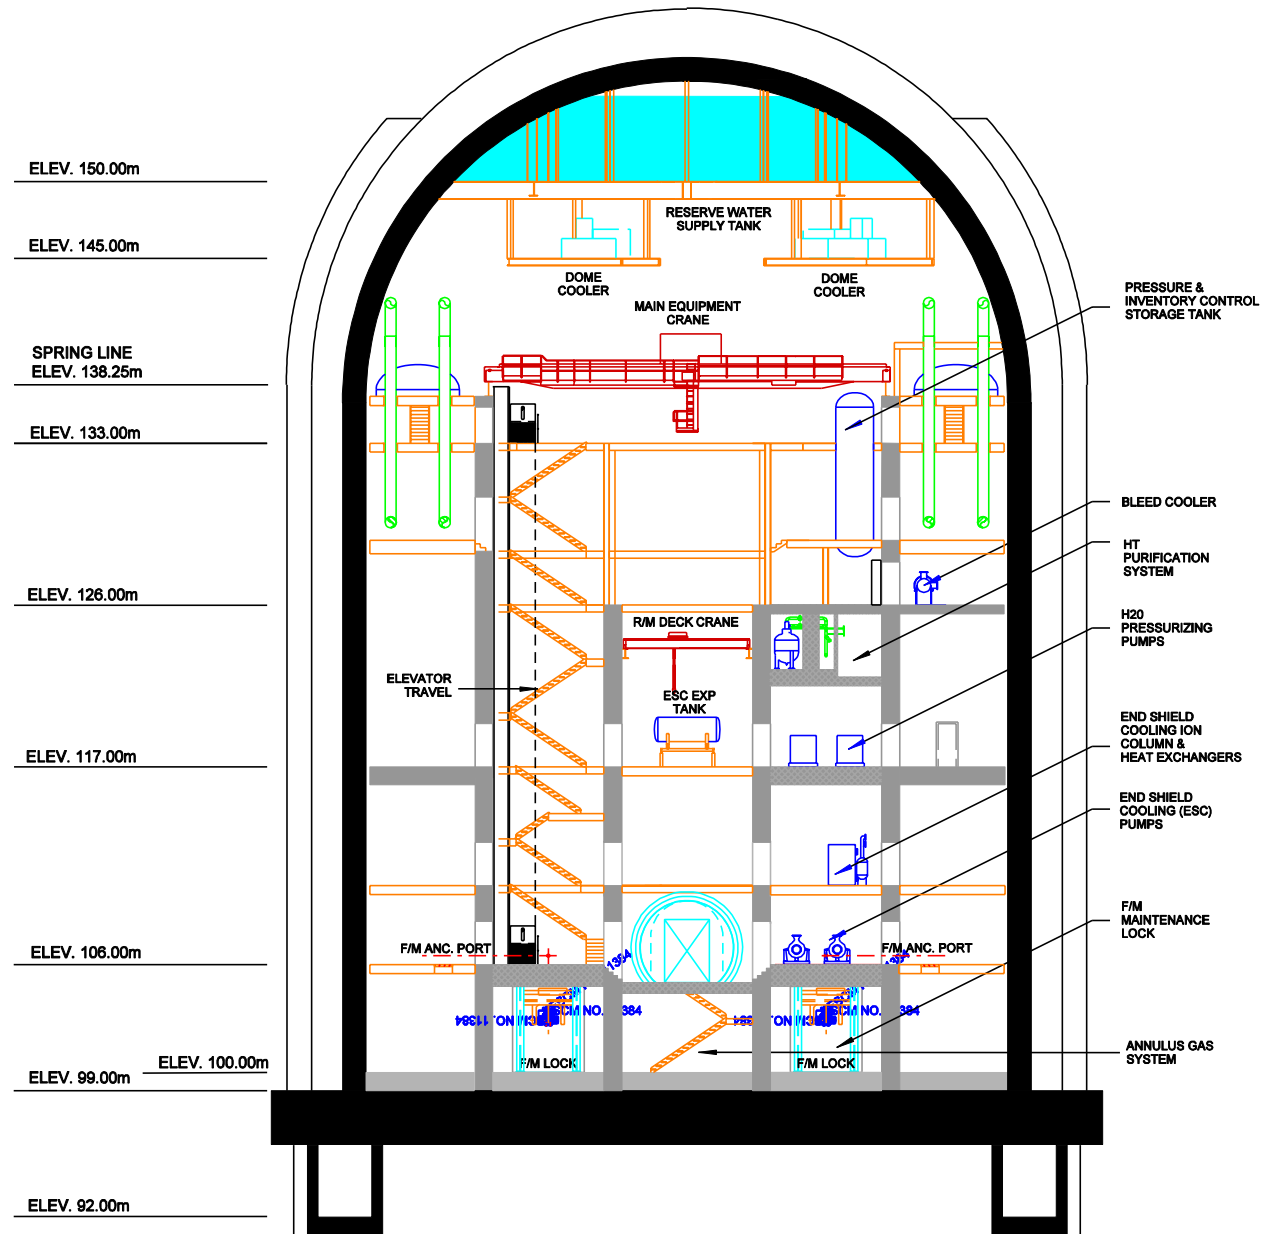 ELEV. 150.00m
RESERVE WATER
SUPPLY TANK
ELEV. 145.00m
DOME
COOLER
DOME
COOLER
PRESSURE &
INVENTORY CONTROL
STORAGE TANK
MAIN EQUIPMENT
CRANE
SPRING LINE
ELEV. 138.25m
ELEV. 133.00m
BLEED COOLER
HT
PURIFICATION
SYSTEM
ELEV. 126.00m
R/M DECK CRANE
H20
PRESSURIZING
PUMPS
ELEVATOR
TRAVEL
ESC EXP
TANK
END SHIELD
COOLING ION
COLUMN &
HEAT EXCHANGERS
ELEV. 117.00m
END SHIELD
COOLING (ESC)
PUMPS
F/M
MAINTENANCE
LOCK
ELEV. 106.00m
F/M ANC. PORT
F/M ANC. PORT
1384
ANNULUS GAS
SYSTEM
ELEV. 100.00m
F/M LOCK
F/M LOCK
ELEV. 99.00m
ELEV. 92.00m